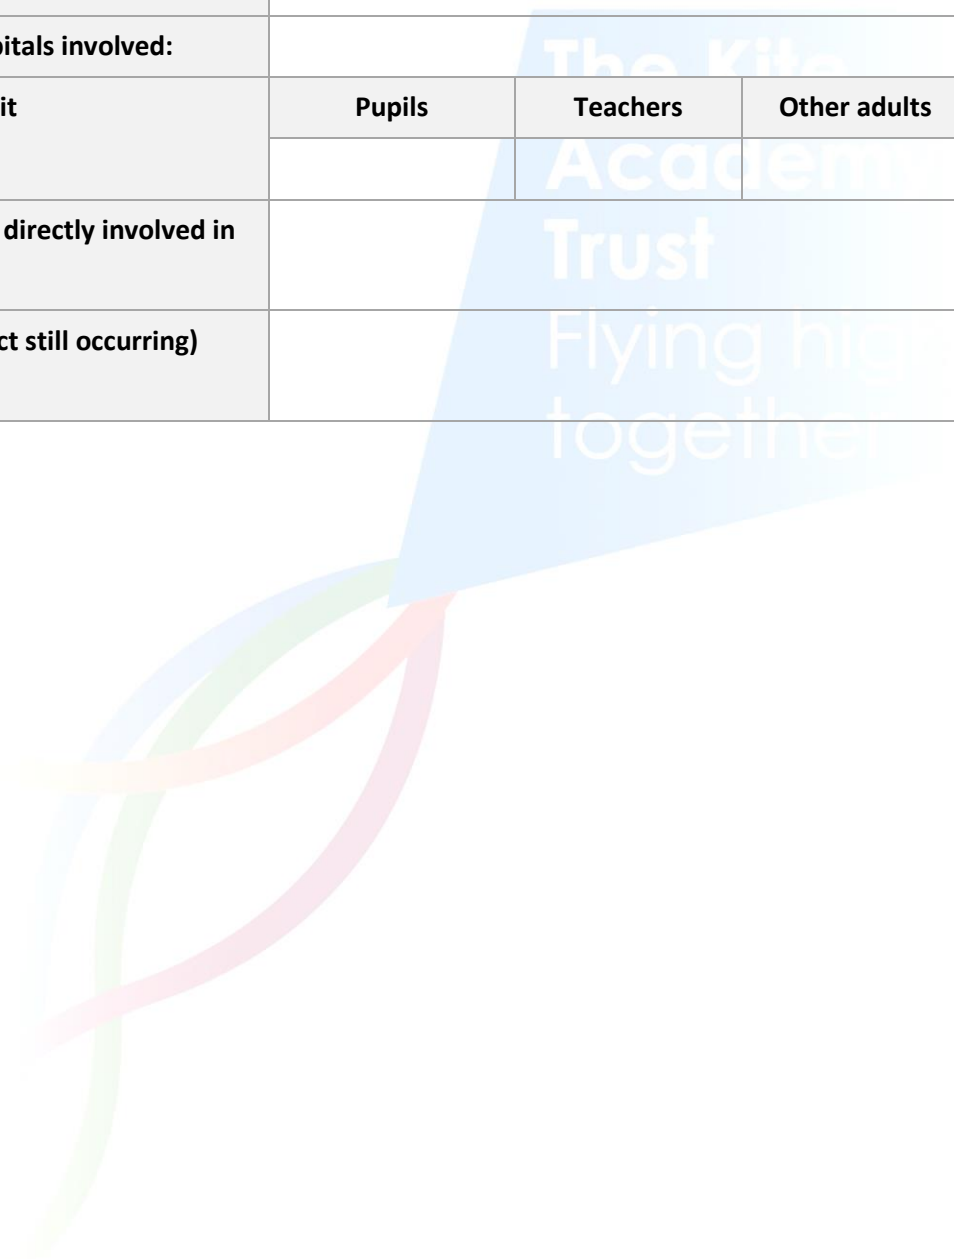 pitals involved:
it
Pupils
Teachers
Other adults
directly involved in
ct still occurring)
The Kite
Academy
Trust
Flying high
together